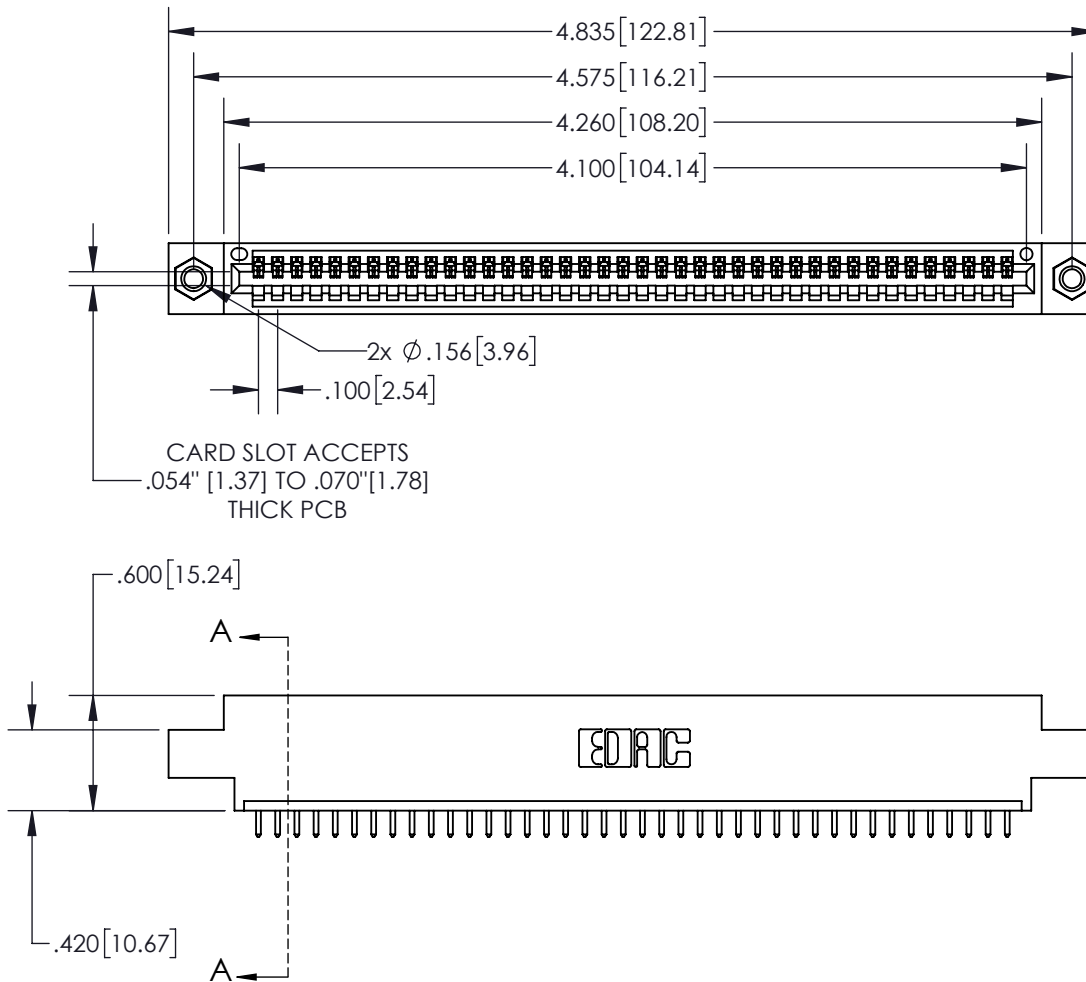 4.835[122.81]
4.575[116.21]
4.260[108.20]
4.100[104.14]
2x Ø.156[3.96]
.100[2.54]
CARD SLOT ACCEPTS
.054" [1.37] TO .070"[1.78]
THICK PCB
.600[15.24]
A
EDAC
.420[10.67]
A